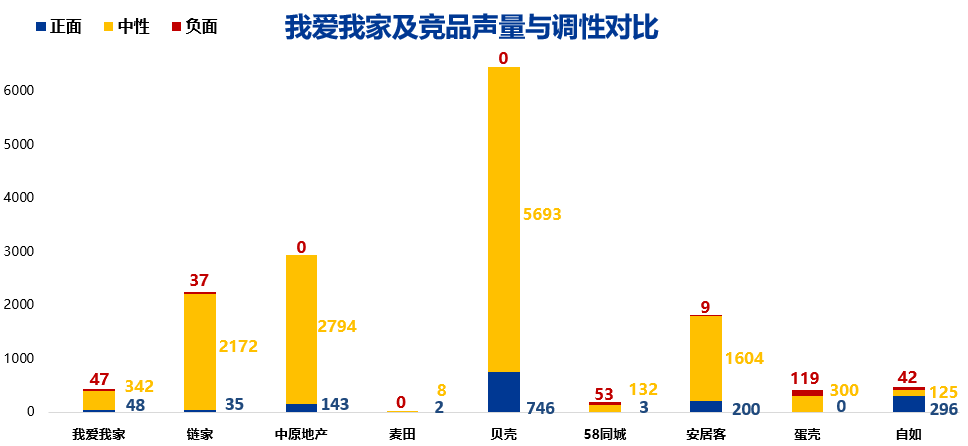 我爱我家及竞品声量与调性对比
正面 中性 负面
6000
5000
4000
3000
2000
1000
0
47 342 48
37 2172 35
0 2794 143
0 8 2
0 5693 746
53 132 3
9 1604 200
119 300 0
42 125 296
我爱我家 链家 中原地产 麦田 贝壳 58同城 安居客 蛋壳 自如